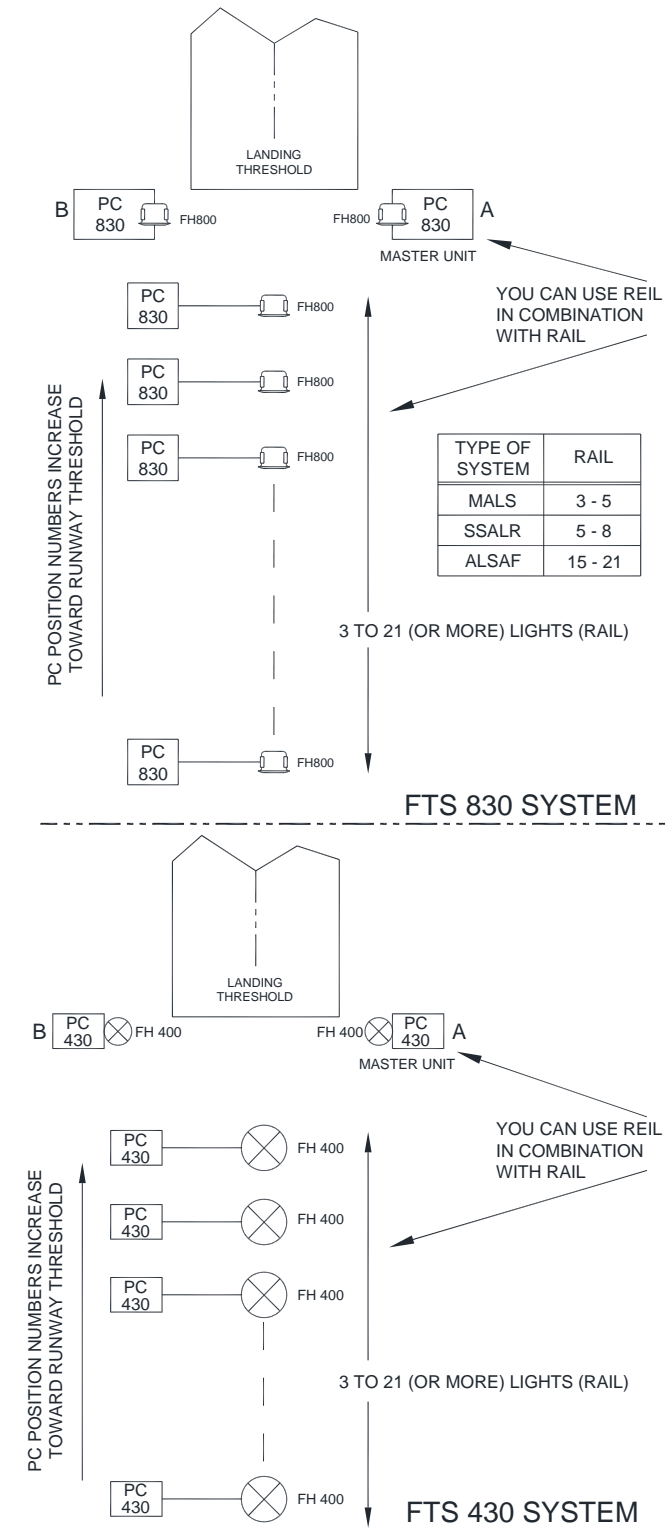 LANDING
THRESHOLD
B
PC
830
FH800
FH800
PC
830
A
MASTER UNIT
PC
830
FH800
YOU CAN USE REIL
IN COMBINATION
WITH RAIL
PC
830
FH800
PC
830
FH800
PC POSITION NUMBERS INCREASE
TOWARD RUNWAY THRESHOLD
TYPE OF
SYSTEM
RAIL
MALS
3 - 5
SSALR
5 - 8
ALSAF
15 - 21
3 TO 21 (OR MORE) LIGHTS (RAIL)
PC
830
FH800
FTS 830 SYSTEM
LANDING
THRESHOLD
B
PC
430
FH 400
FH 400
PC
430
A
MASTER UNIT
PC
430
FH 400
YOU CAN USE REIL
IN COMBINATION
WITH RAIL
PC
430
FH 400
PC
430
FH 400
PC POSITION NUMBERS INCREASE
TOWARD RUNWAY THRESHOLD
3 TO 21 (OR MORE) LIGHTS (RAIL)
PC
430
FH 400
FTS 430 SYSTEM